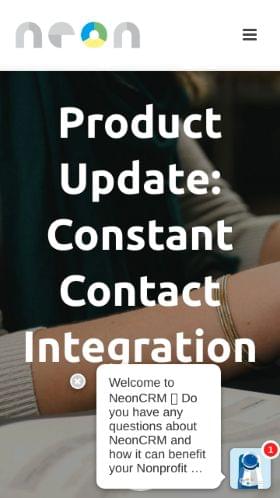 neon
Product
Update:
Constant
Contact
Integration
Welcome to
NeonCRM ▯ Do
you have any
questions about
NeonCRM and
how it can benefit
your Nonprofit ...
1